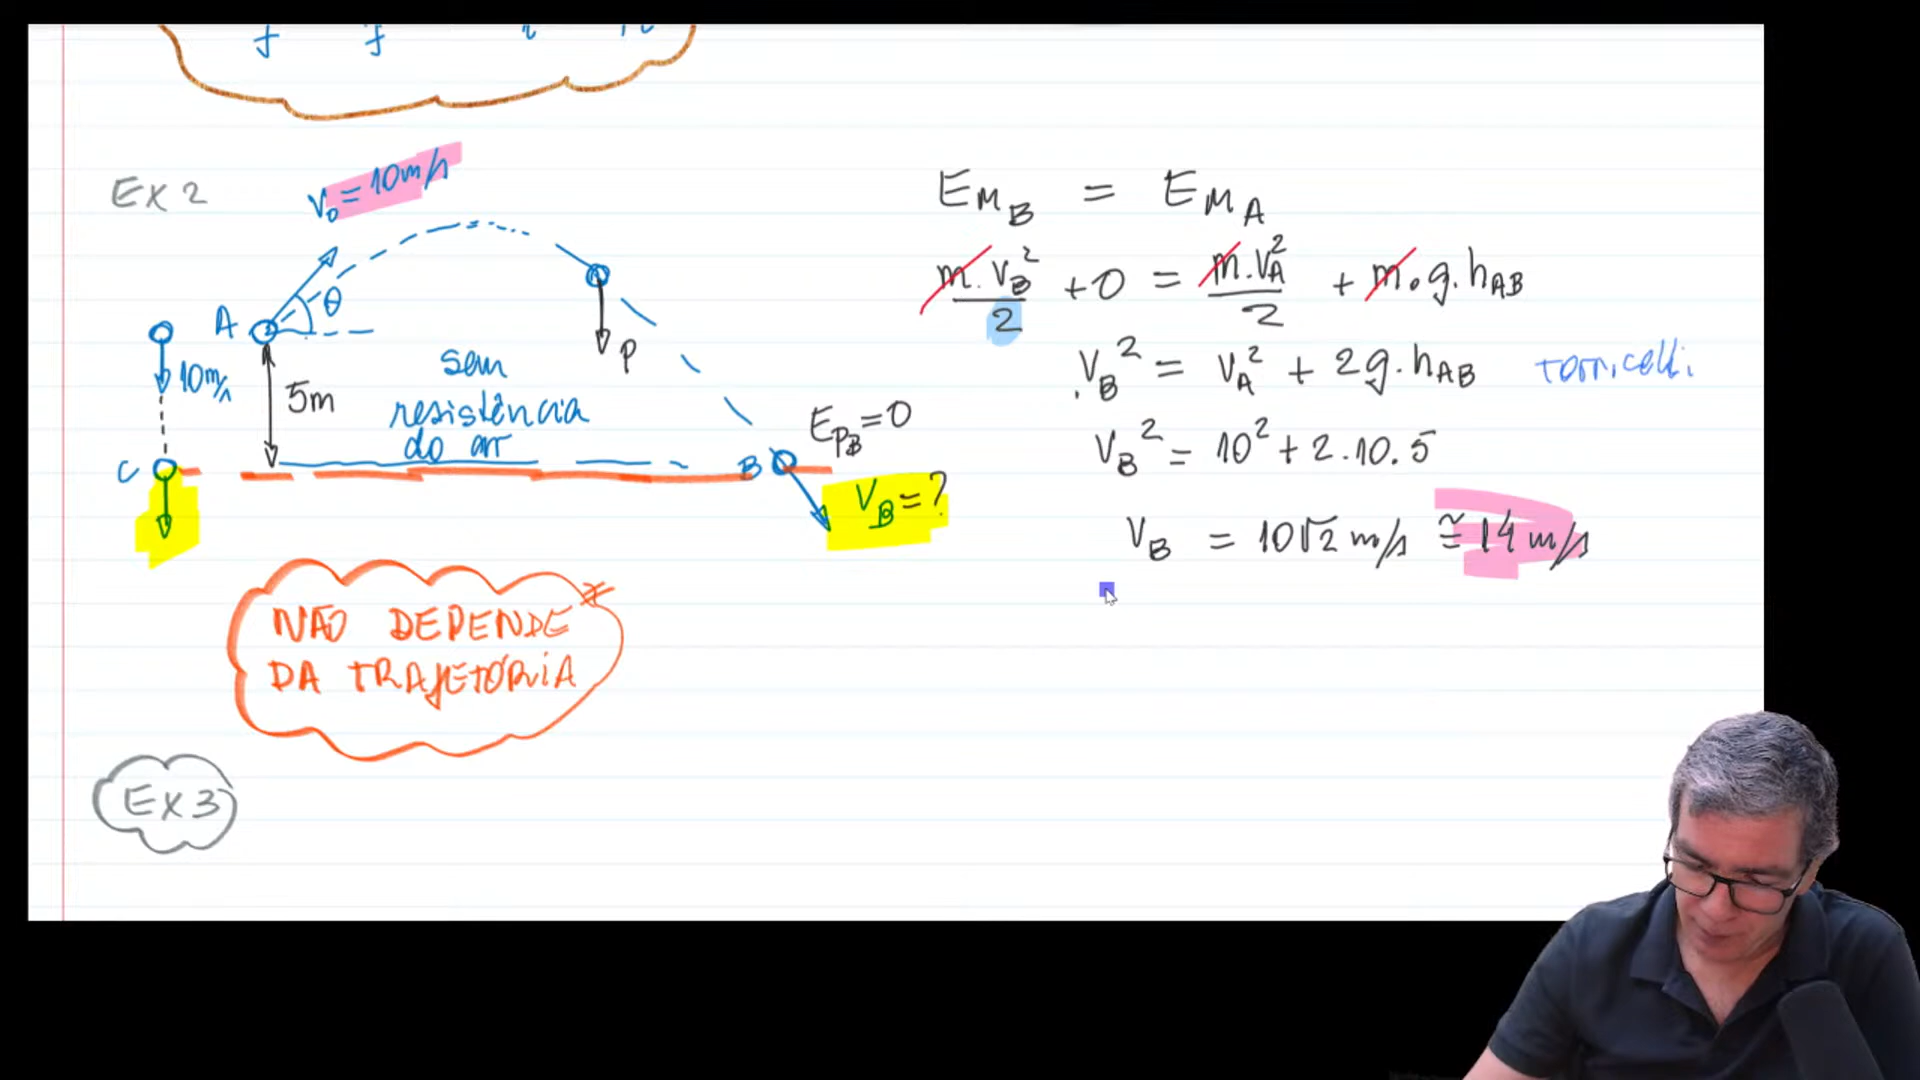 Ex 2
v₀ = 10m/s
θ
A
10m/s
5m
P
sem
resistência
do ar
C
B
E_PB = 0
V_B = ?
NÃO DEPENDE
DA TRAJETÓRIA
Ex 3
E_MB = E_MA
m.v_B²/2 + 0 = m.v_A²/2 + m.g.h_AB
V_B² = V_A² + 2g.h_AB torricelli
V_B² = 10² + 2.10.5
V_B = 10√2 m/s ≅ 14 m/s